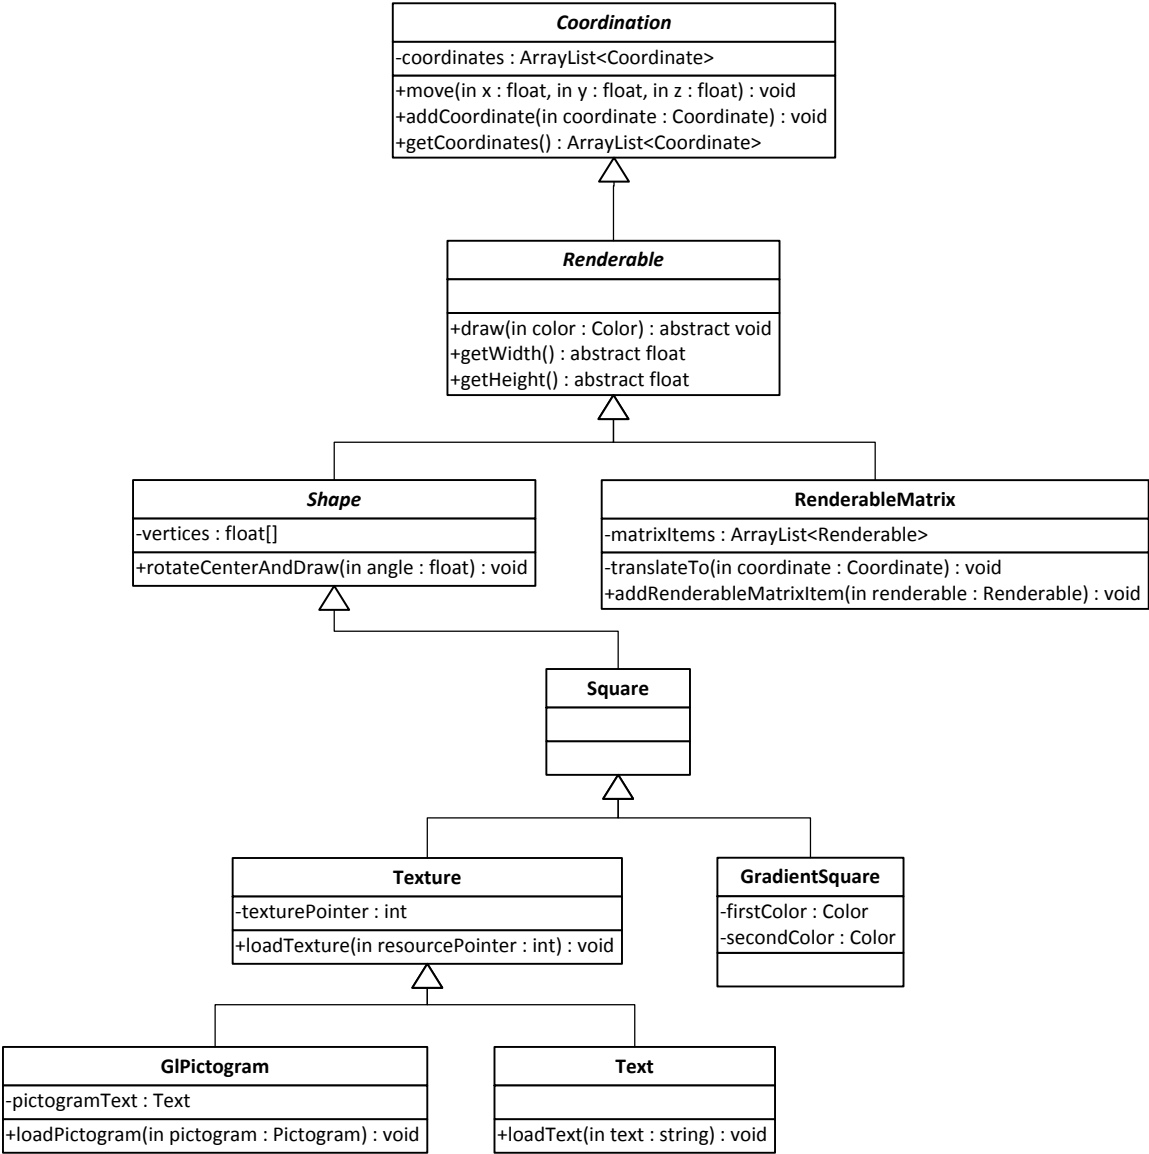 Coordination
-coordinates : ArrayList<Coordinate>
+move(in x : float, in y : float, in z : float) : void
+addCoordinate(in coordinate : Coordinate) : void
+getCoordinates() : ArrayList<Coordinate>
Renderable
+draw(in color : Color) : abstract void
+getWidth() : abstract float
+getHeight() : abstract float
Shape
-vertices : float[]
+rotateCenterAndDraw(in angle : float) : void
RenderableMatrix
-matrixItems : ArrayList<Renderable>
-translateTo(in coordinate : Coordinate) : void
+addRenderableMatrixItem(in renderable : Renderable) : void
Square
Texture
-texturePointer : int
+loadTexture(in resourcePointer : int) : void
GradientSquare
-firstColor : Color
-secondColor : Color
GlPictogram
-pictogramText : Text
+loadPictogram(in pictogram : Pictogram) : void
Text
+loadText(in text : string) : void